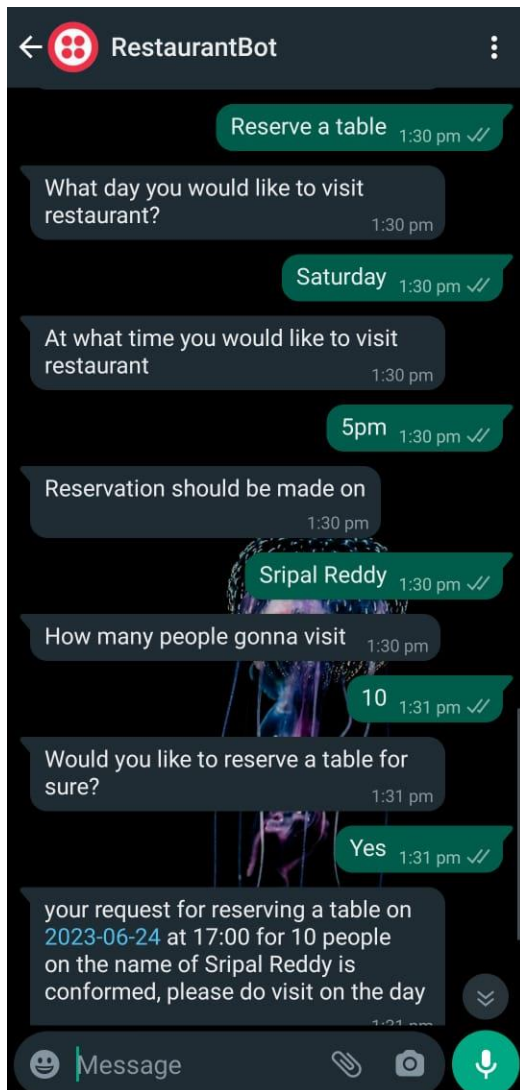 RestaurantBot
Reserve a table 1:30 pm
What day you would like to visit
restaurant?
1:30 pm
Saturday 1:30 pm
At what time you would like to visit
restaurant
1:30 pm
5pm 1:30 pm
Reservation should be made on
1:30 pm
Sripal Reddy 1:30 pm
How many people gonna visit 1:30 pm
10 1:31 pm
Would you like to reserve a table for
sure?
1:31 pm
Yes 1:31 pm
your request for reserving a table on
2023-06-24 at 17:00 for 10 people
on the name of Sripal Reddy is
conformed, please do visit on the day
1:31 pm
Message